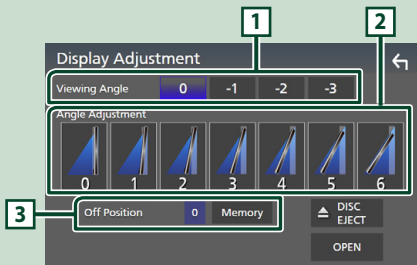 1
2
Display Adjustment
Viewing Angle 0 -1 -2 -3
Angle Adjustment
0 1 2 3 4 5 6
3
Off Position 0 Memory
DISC
EJECT
OPEN